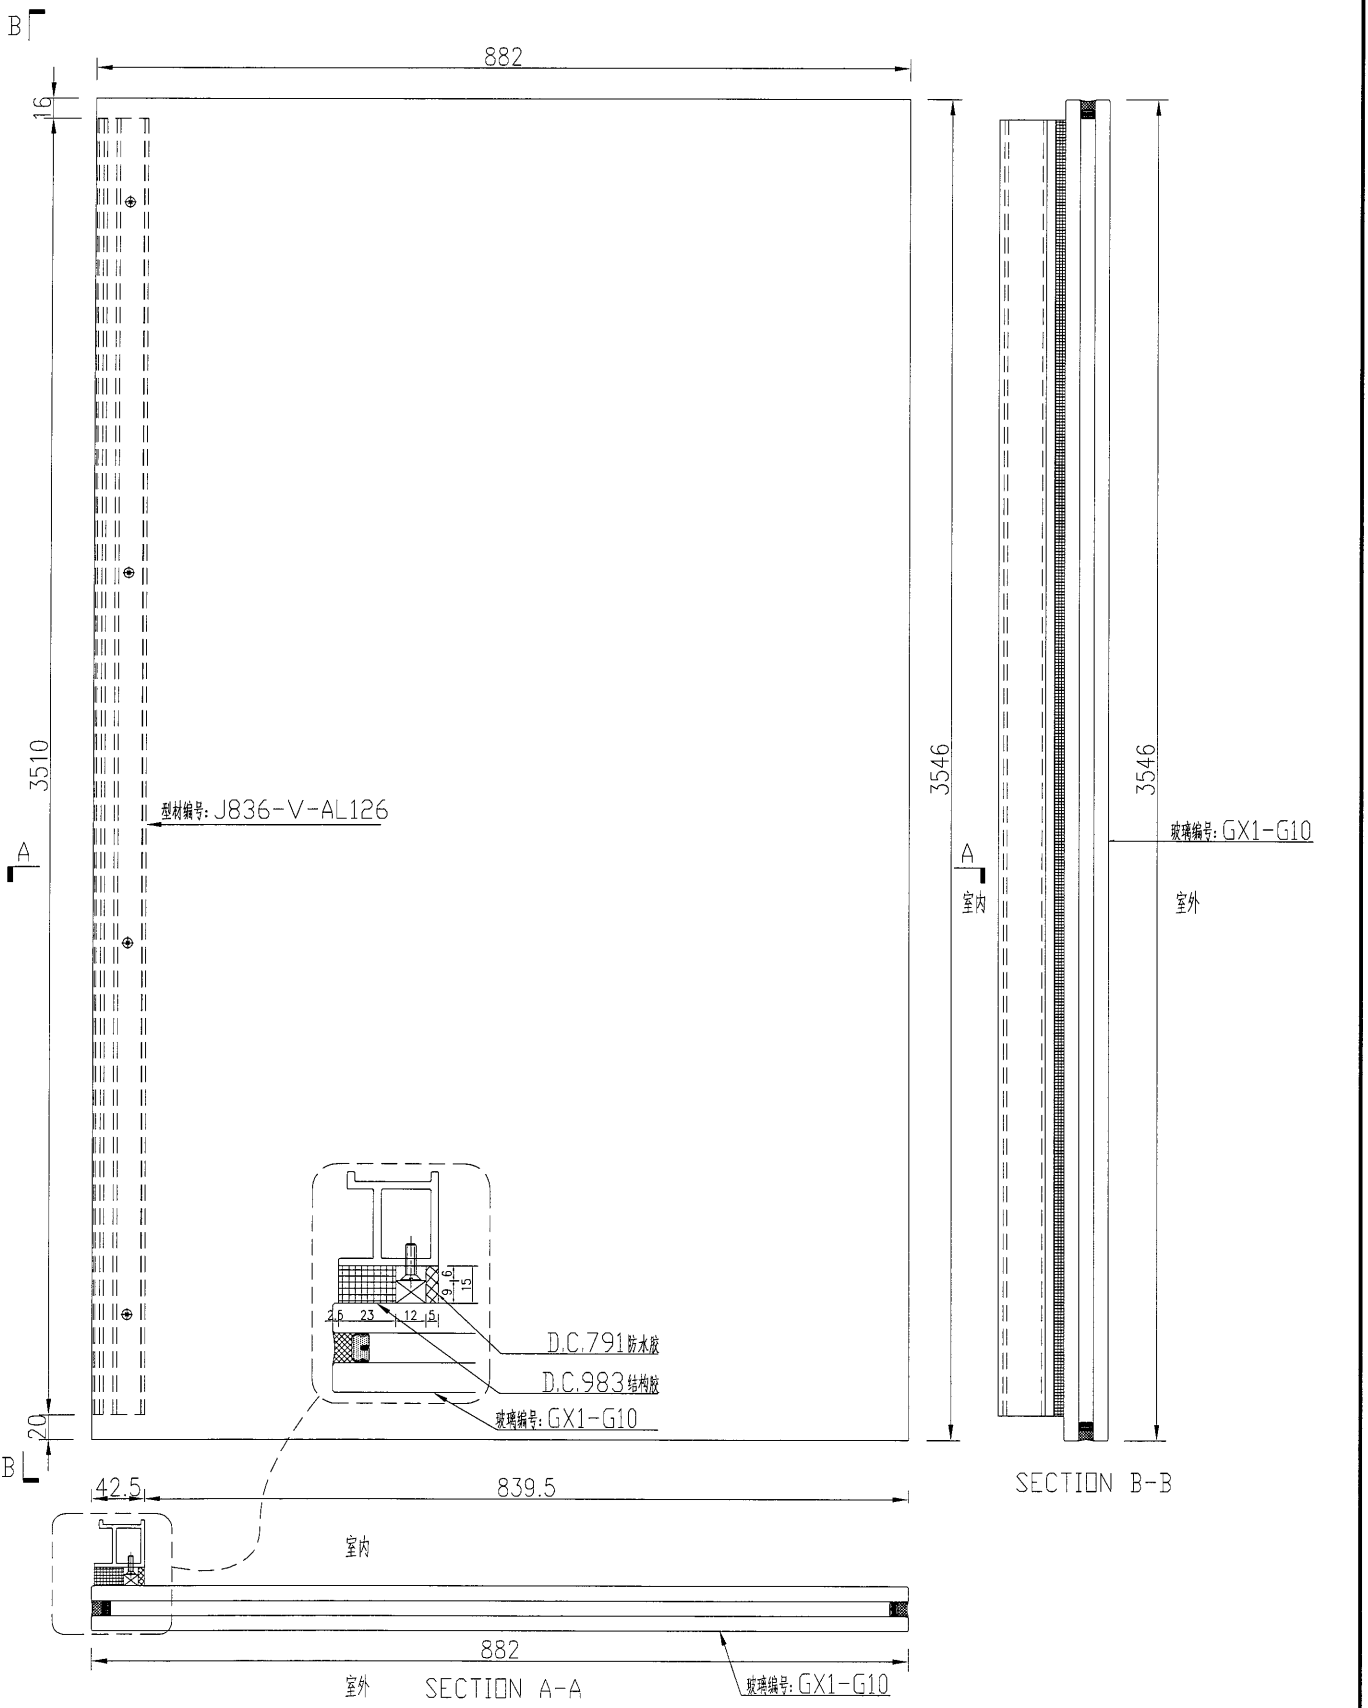 B
882
16
3510
型材编号: J836-V-AL126
A
A
室内
3546
3546
玻璃编号: GX1-G10
室外
6
9
15
2.5
23
12
5
D.C.791防水胶
D.C.983结构胶
玻璃编号: GX1-G10
20
B
42.5
839.5
SECTION B-B
室内
882
室外
SECTION A-A
玻璃编号: GX1-G10